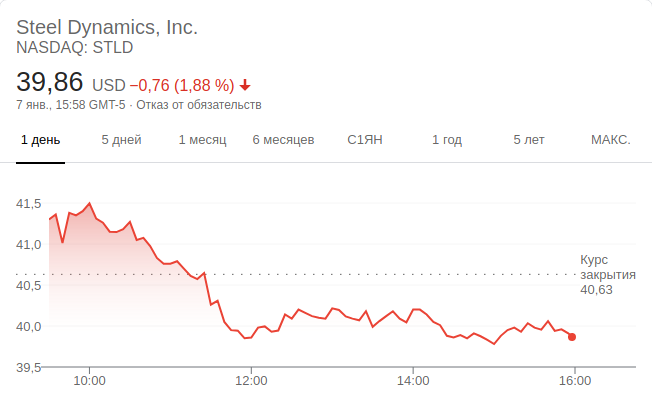 Steel Dynamics, Inc.
NASDAQ: STLD
39,86 USD −0,76 (1,88 %)
7 янв., 15:58 GMT-5 · Отказ от обязательств
1 день 5 дней 1 месяц 6 месяцев С1ЯН 1 год 5 лет МАКС.
41,5
41,0
Курс
закрытия
40,63
40,5
40,0
39,5
10:00 12:00 14:00 16:00